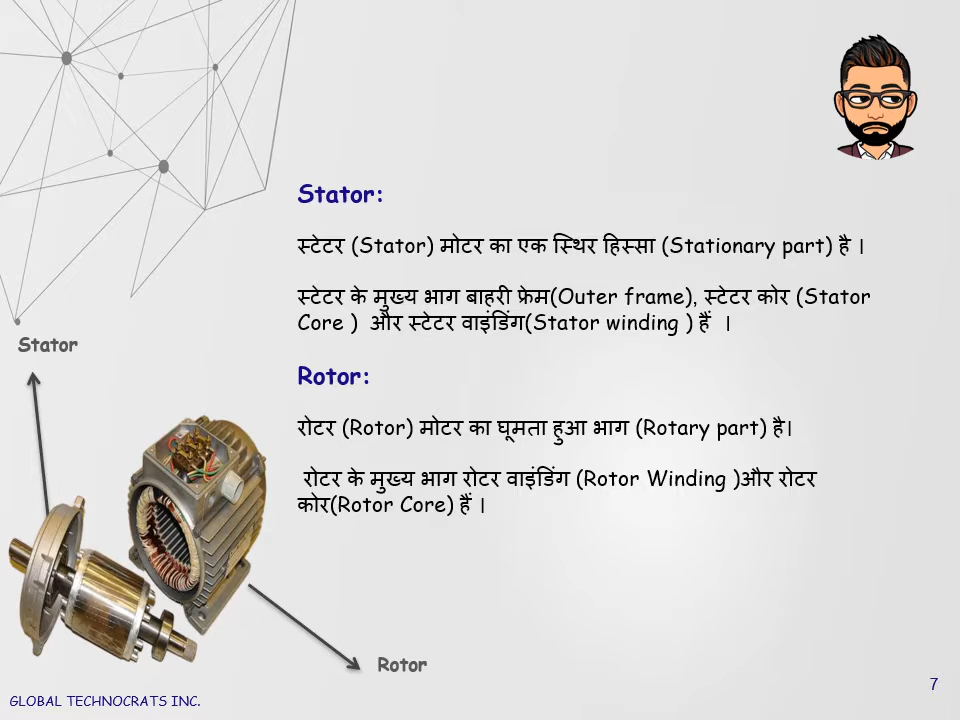 Stator:
स्टेटर (Stator) मोटर का एक स्थिर हिस्सा (Stationary part) है ।
स्टेटर के मुख्य भाग बाहरी फ्रेम(Outer frame), स्टेटर कोर (Stator
Core ) और स्टेटर वाइंडिंग(Stator winding ) हैं ।
Stator
Rotor:
रोटर (Rotor) मोटर का घूमता हुआ भाग (Rotary part) है।
रोटर के मुख्य भाग रोटर वाइंडिंग (Rotor Winding )और रोटर
कोर(Rotor Core) हैं ।
Rotor
7
GLOBAL TECHNOCRATS INC.